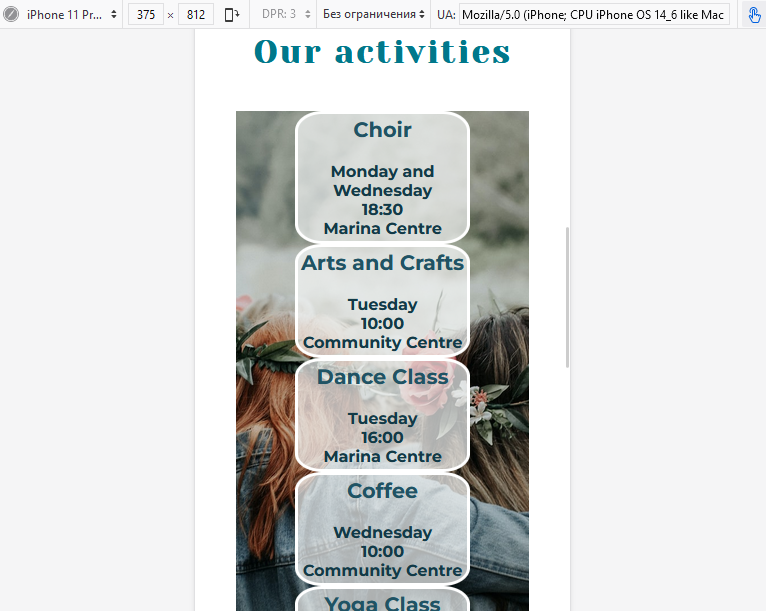 iPhone 11 Pr... 375 × 812 DPR: 3 Без ограничения UA: Mozilla/5.0 (iPhone; CPU iPhone OS 14_6 like Mac
Our activities
Choir
Monday and
Wednesday
18:30
Marina Centre
Arts and Crafts
Tuesday
10:00
Community Centre
Dance Class
Tuesday
16:00
Marina Centre
Coffee
Wednesday
10:00
Community Centre
Yoga Class